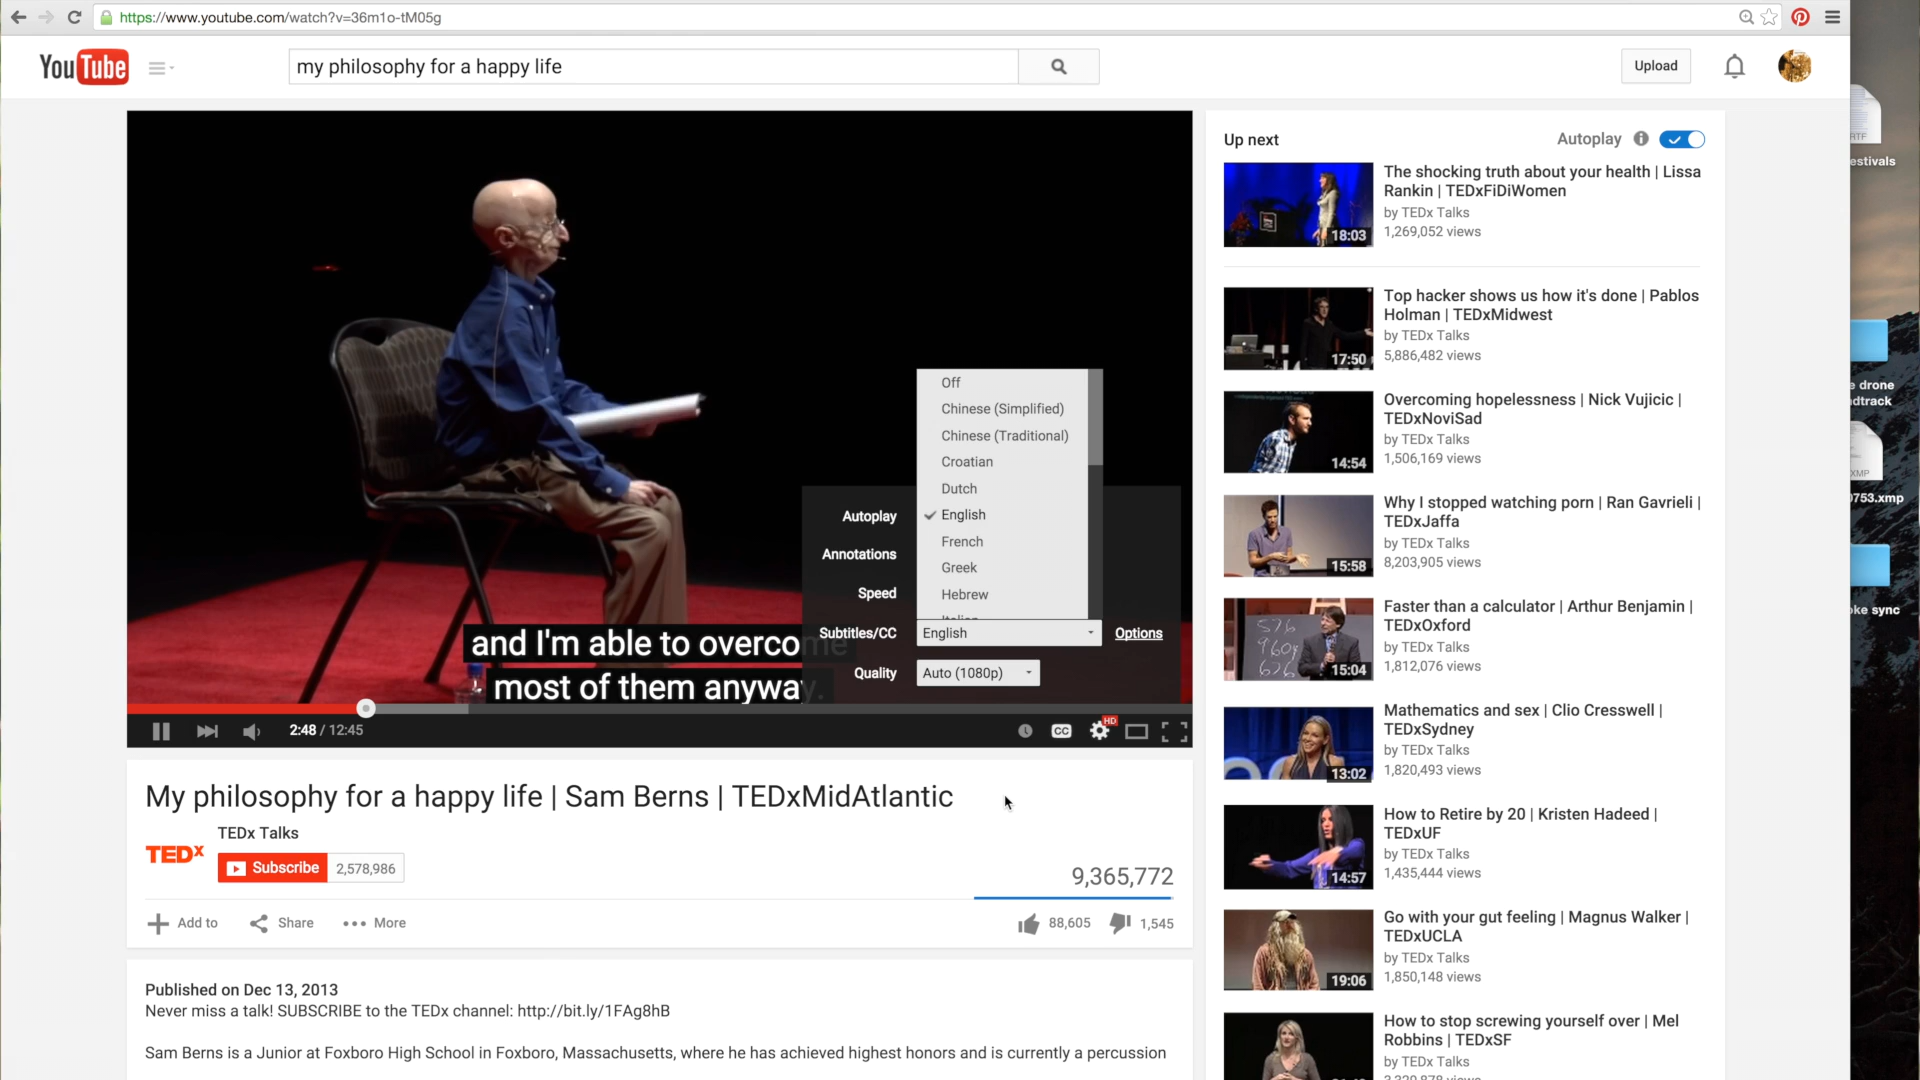 https://www.youtube.com/watch?v=36m1o-tM05g
YouTube
my philosophy for a happy life
Upload
and I'm able to overcome
most of them anyway.
Off
Chinese (Simplified)
Chinese (Traditional)
Croatian
Dutch
English
French
Greek
Hebrew
Italian
Autoplay
Annotations
Speed
Subtitles/CC English Options
Quality Auto (1080p)
2:48 / 12:45
CC
HD
My philosophy for a happy life | Sam Berns | TEDxMidAtlantic
TEDx
TEDx Talks
Subscribe 2,578,986
9,365,772
Add to Share More
88,605 1,545
Published on Dec 13, 2013
Never miss a talk! SUBSCRIBE to the TEDx channel: http://bit.ly/1FAg8hB
Sam Berns is a Junior at Foxboro High School in Foxboro, Massachusetts, where he has achieved highest honors and is currently a percussion
Up next Autoplay
18:03
The shocking truth about your health | Lissa
Rankin | TEDxFiDiWomen
by TEDx Talks
1,269,052 views
17:50
Top hacker shows us how it's done | Pablos
Holman | TEDxMidwest
by TEDx Talks
5,886,482 views
14:54
Overcoming hopelessness | Nick Vujicic |
TEDxNoviSad
by TEDx Talks
1,506,169 views
15:58
Why I stopped watching porn | Ran Gavrieli |
TEDxJaffa
by TEDx Talks
8,203,905 views
15:04
Faster than a calculator | Arthur Benjamin |
TEDxOxford
by TEDx Talks
1,812,076 views
13:02
Mathematics and sex | Clio Cresswell |
TEDxSydney
by TEDx Talks
1,820,493 views
14:57
How to Retire by 20 | Kristen Hadeed |
TEDxUF
by TEDx Talks
1,435,444 views
19:06
Go with your gut feeling | Magnus Walker |
TEDxUCLA
by TEDx Talks
1,850,148 views
How to stop screwing yourself over | Mel
Robbins | TEDxSF
by TEDx Talks
RTF
estivals
e drone
dtrack
XMP
0753.xmp
oke sync